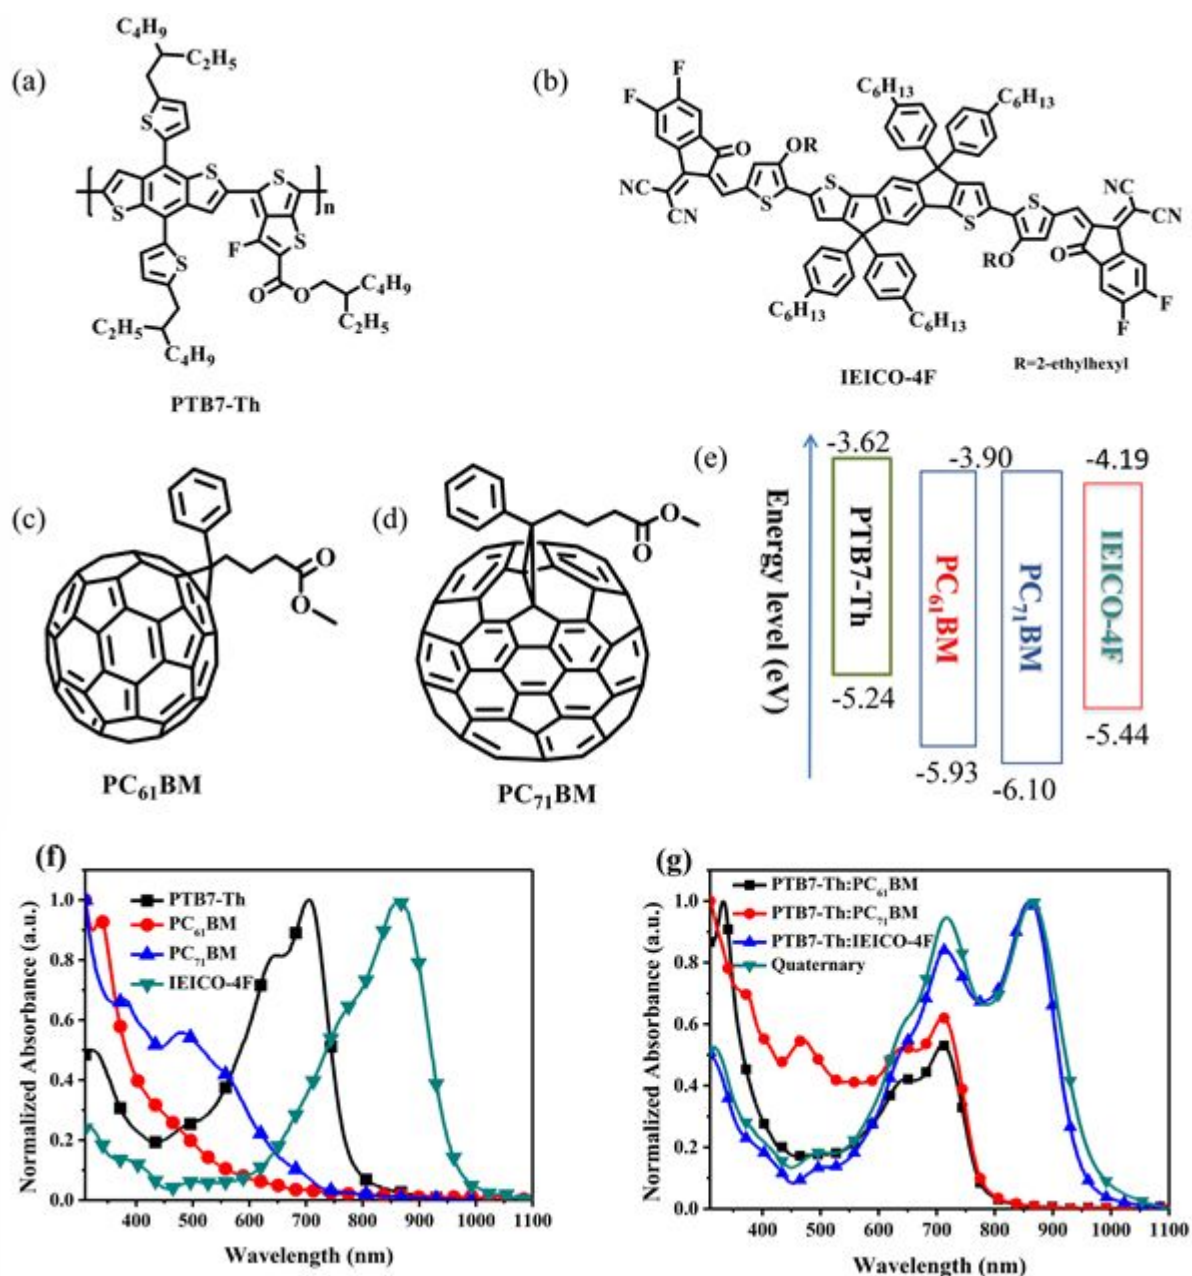 (a)
C4H9
C2H5
S
S
S
n
S
F
S
S
O
O
C4H9
C2H5
C2H5
C4H9
PTB7-Th
(b)
F
F
C6H13
C6H13
O
OR
NC
CN
S
S
S
S
NC
CN
RO
O
C6H13
C6H13
F
F
IEICO-4F
R=2-ethylhexyl
(c)
O
O
PC61BM
(d)
O
O
PC71BM
(e)
Energy level (eV)
-3.62
-3.90
-4.19
PTB7-Th
PC61BM
PC71BM
IEICO-4F
-5.24
-5.93
-6.10
-5.44
(f)
Normalized Absorbance (a.u.)
1.0
0.8
0.6
0.4
0.2
0.0
PTB7-Th
PC61BM
PC71BM
IEICO-4F
400 500 600 700 800 900 1000 1100
Wavelength (nm)
(g)
Normalized Absorbance (a.u.)
1.0
0.8
0.6
0.4
0.2
0.0
PTB7-Th:PC61BM
PTB7-Th:PC71BM
PTB7-Th:IEICO-4F
Quaternary
400 500 600 700 800 900 1000 1100
Wavelength (nm)